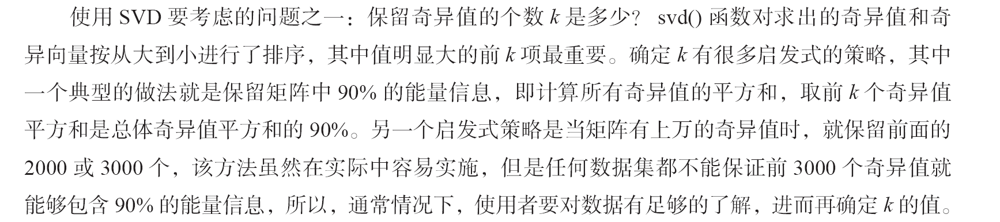 使用 SVD 要考虑的问题之一：保留奇异值的个数 k 是多少？ svd() 函数对求出的奇异值和奇
异向量按从大到小进行了排序，其中值明显大的前 k 项最重要。确定 k 有很多启发式的策略，其中
一个典型的做法就是保留矩阵中 90% 的能量信息，即计算所有奇异值的平方和，取前 k 个奇异值
平方和是总体奇异值平方和的 90%。另一个启发式策略是当矩阵有上万的奇异值时，就保留前面的
2000 或 3000 个，该方法虽然在实际中容易实施，但是任何数据集都不能保证前 3000 个奇异值就
能够包含 90% 的能量信息，所以，通常情况下，使用者要对数据有足够的了解，进而再确定 k 的值。